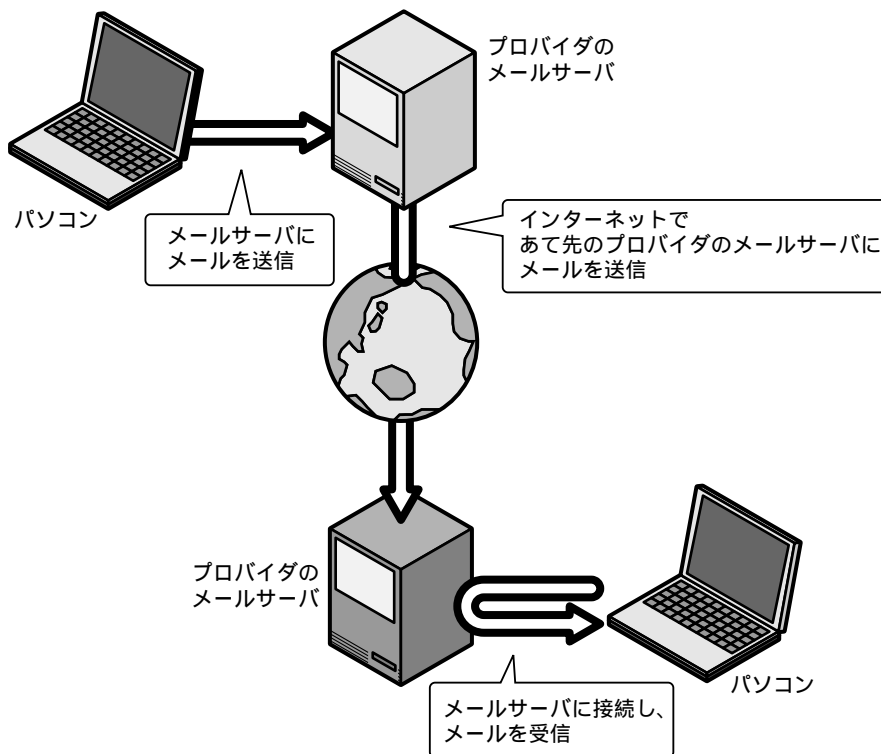 プロバイダの
メールサーバ
パソコン
メールサーバに
メールを送信
インターネットで
あて先のプロバイダのメールサーバに
メールを送信
プロバイダの
メールサーバ
パソコン
メールサーバに接続し、
メールを受信